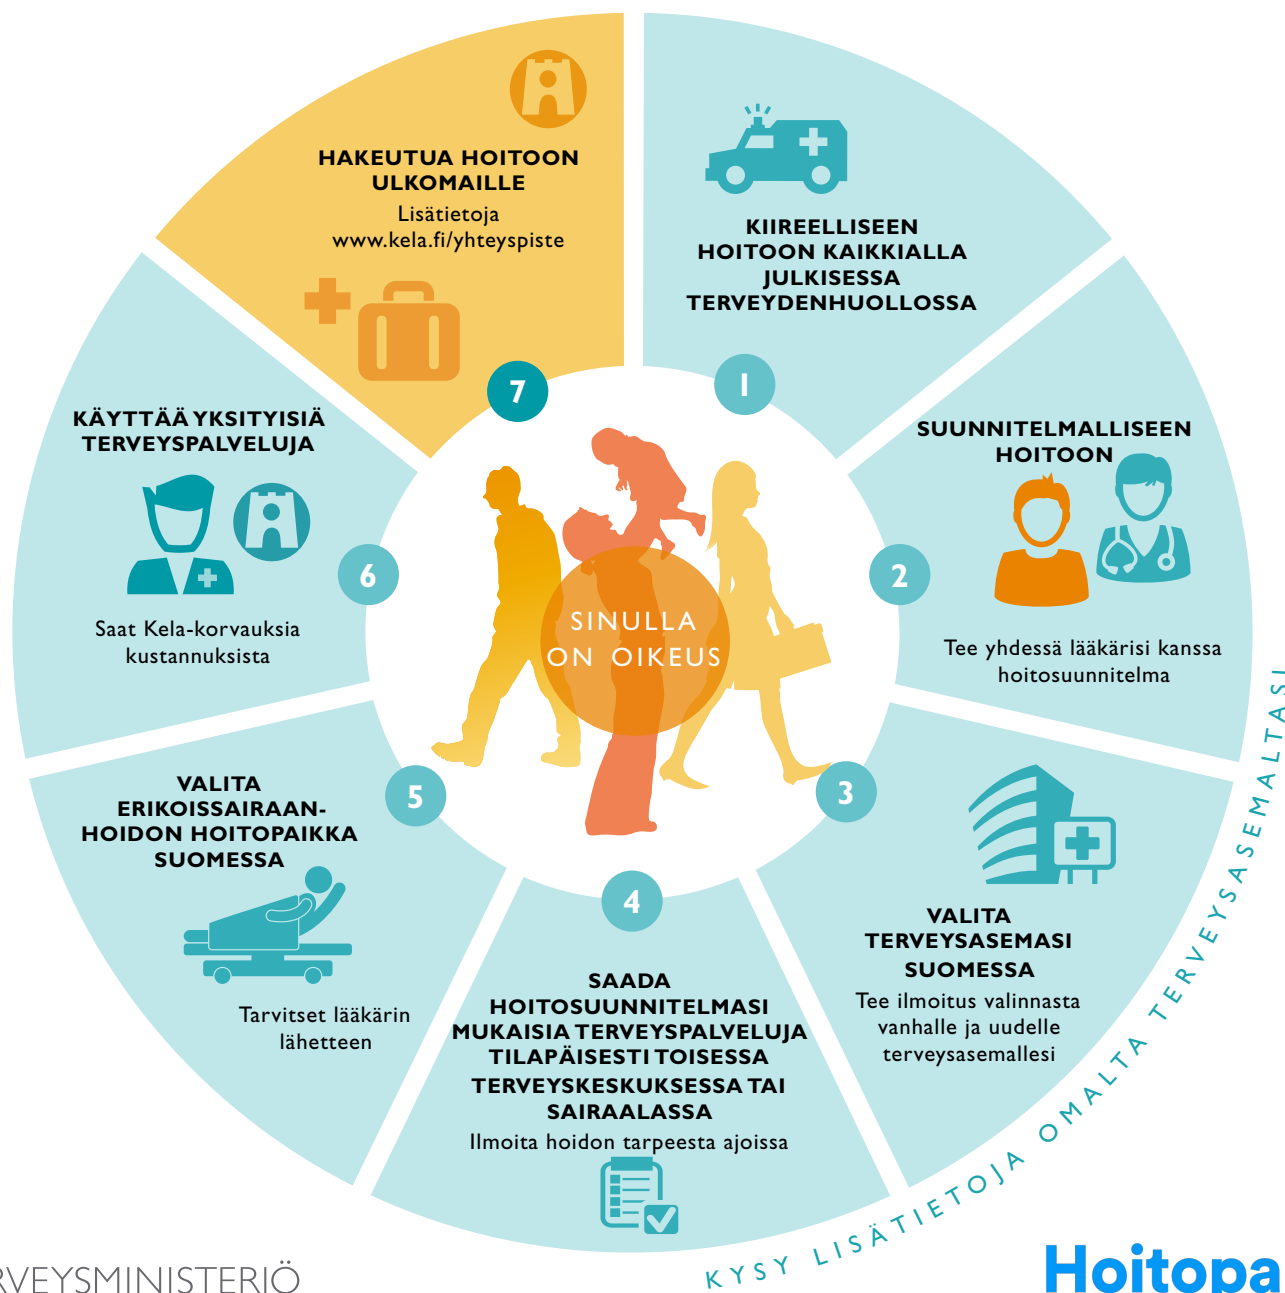 SINULLA
ON OIKEUS
1
KIIREELLISEEN
HOITOON KAIKKIALLA
JULKISESSA
TERVEYDENHUOLLOSSA
2
SUUNNITELMALLISEEN
HOITOON
Tee yhdessä lääkärisi kanssa
hoitosuunnitelma
3
VALITA
TERVEYSASEMASI
SUOMESSA
Tee ilmoitus valinnasta
vanhalle ja uudelle
terveysasemallesi
4
SAADA
HOITOSUUNNITELMASI
MUKAISIA TERVEYSPALVELUJA
TILAPÄISESTI TOISESSA
TERVEYSKESKUKSESSA TAI
SAIRAALASSA
Ilmoita hoidon tarpeesta ajoissa
5
VALITA
ERIKOISSAIRAAN-
HOIDON HOITOPAIKKA
SUOMESSA
Tarvitset lääkärin
lähetteen
6
KÄYTTÄÄ YKSITYISIÄ
TERVEYSPALVELUJA
Saat Kela-korvauksia
kustannuksista
7
HAKEUTUA HOITOON
ULKOMAILLE
Lisätietoja
www.kela.fi/yhteyspiste
KYSY LISÄTIETOJA OMALTA TERVEYSASEMALTASI
RVEYSMINISTERIÖ
Hoitopa